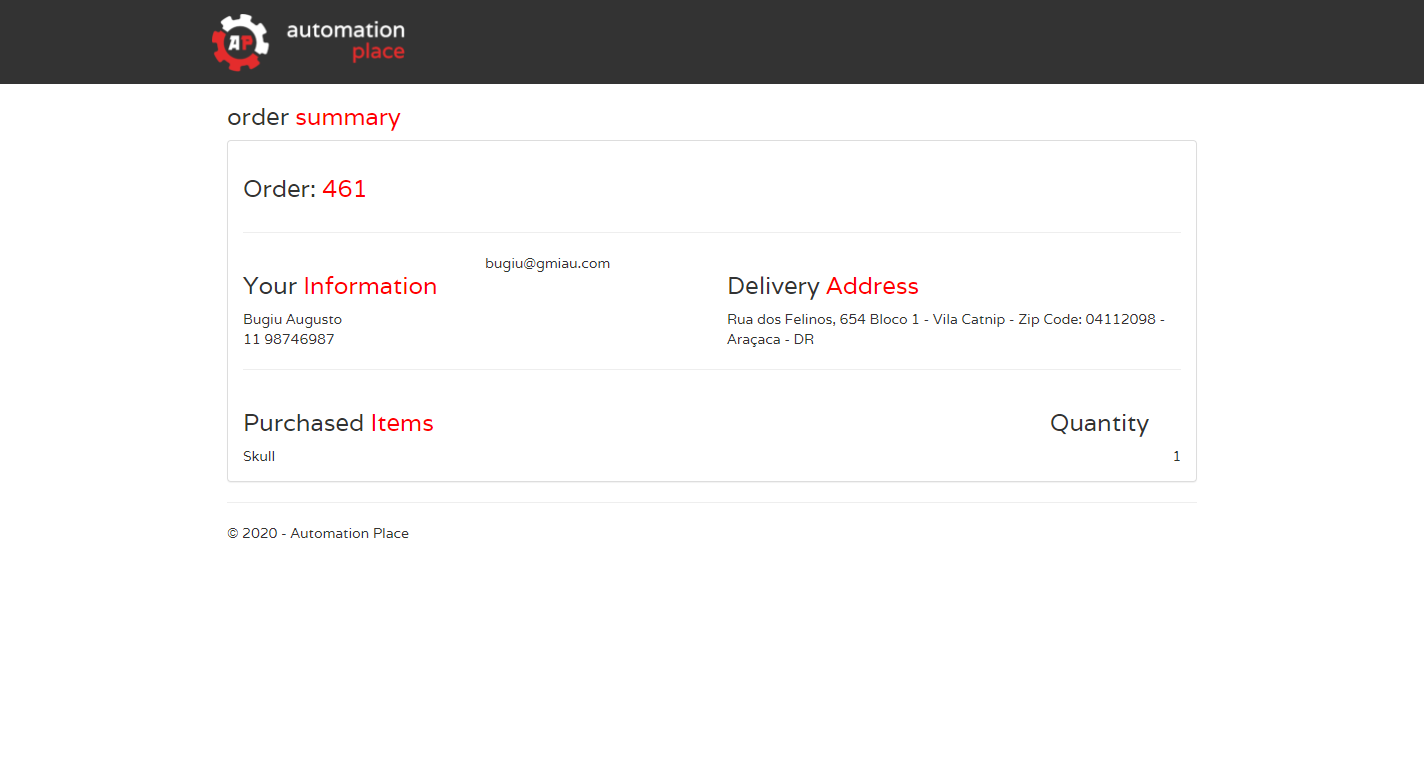 AP
automation
place
order summary
Order: 461
bugiu@gmiau.com
Your Information
Bugiu Augusto
11 98746987
Delivery Address
Rua dos Felinos, 654 Bloco 1 - Vila Catnip - Zip Code: 04112098 -
Araçaca - DR
Purchased Items
Quantity
Skull
1
© 2020 - Automation Place